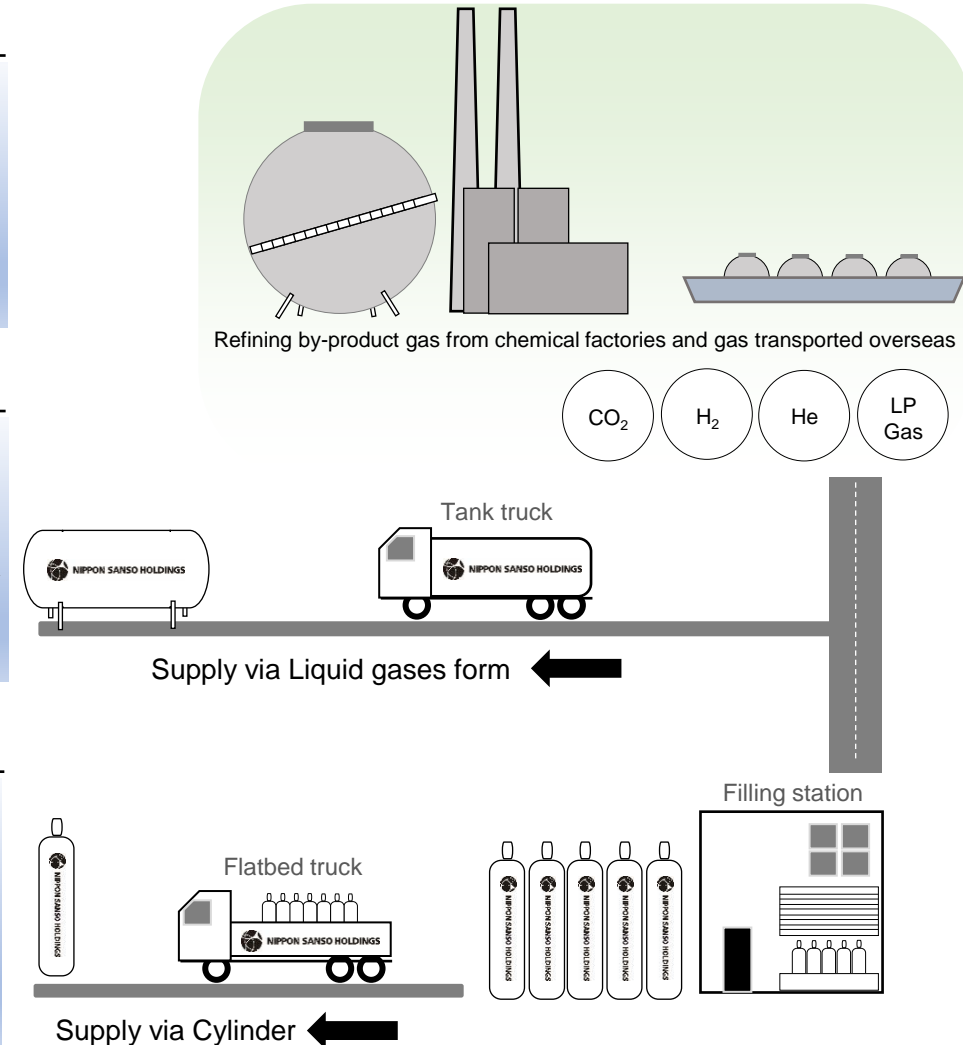 Refining by-product gas from chemical factories and gas transported overseas
CO₂
H₂
He
LP
Gas
Tank truck
NIPPON SANSO HOLDINGS
NIPPON SANSO HOLDINGS
Supply via Liquid gases form
Filling station
Flatbed truck
NIPPON SANSO HOLDINGS
NIPPON SANSO HOLDINGS
NIPPON SANSO HOLDINGS
NIPPON SANSO HOLDINGS
NIPPON SANSO HOLDINGS
NIPPON SANSO HOLDINGS
NIPPON SANSO HOLDINGS
Supply via Cylinder